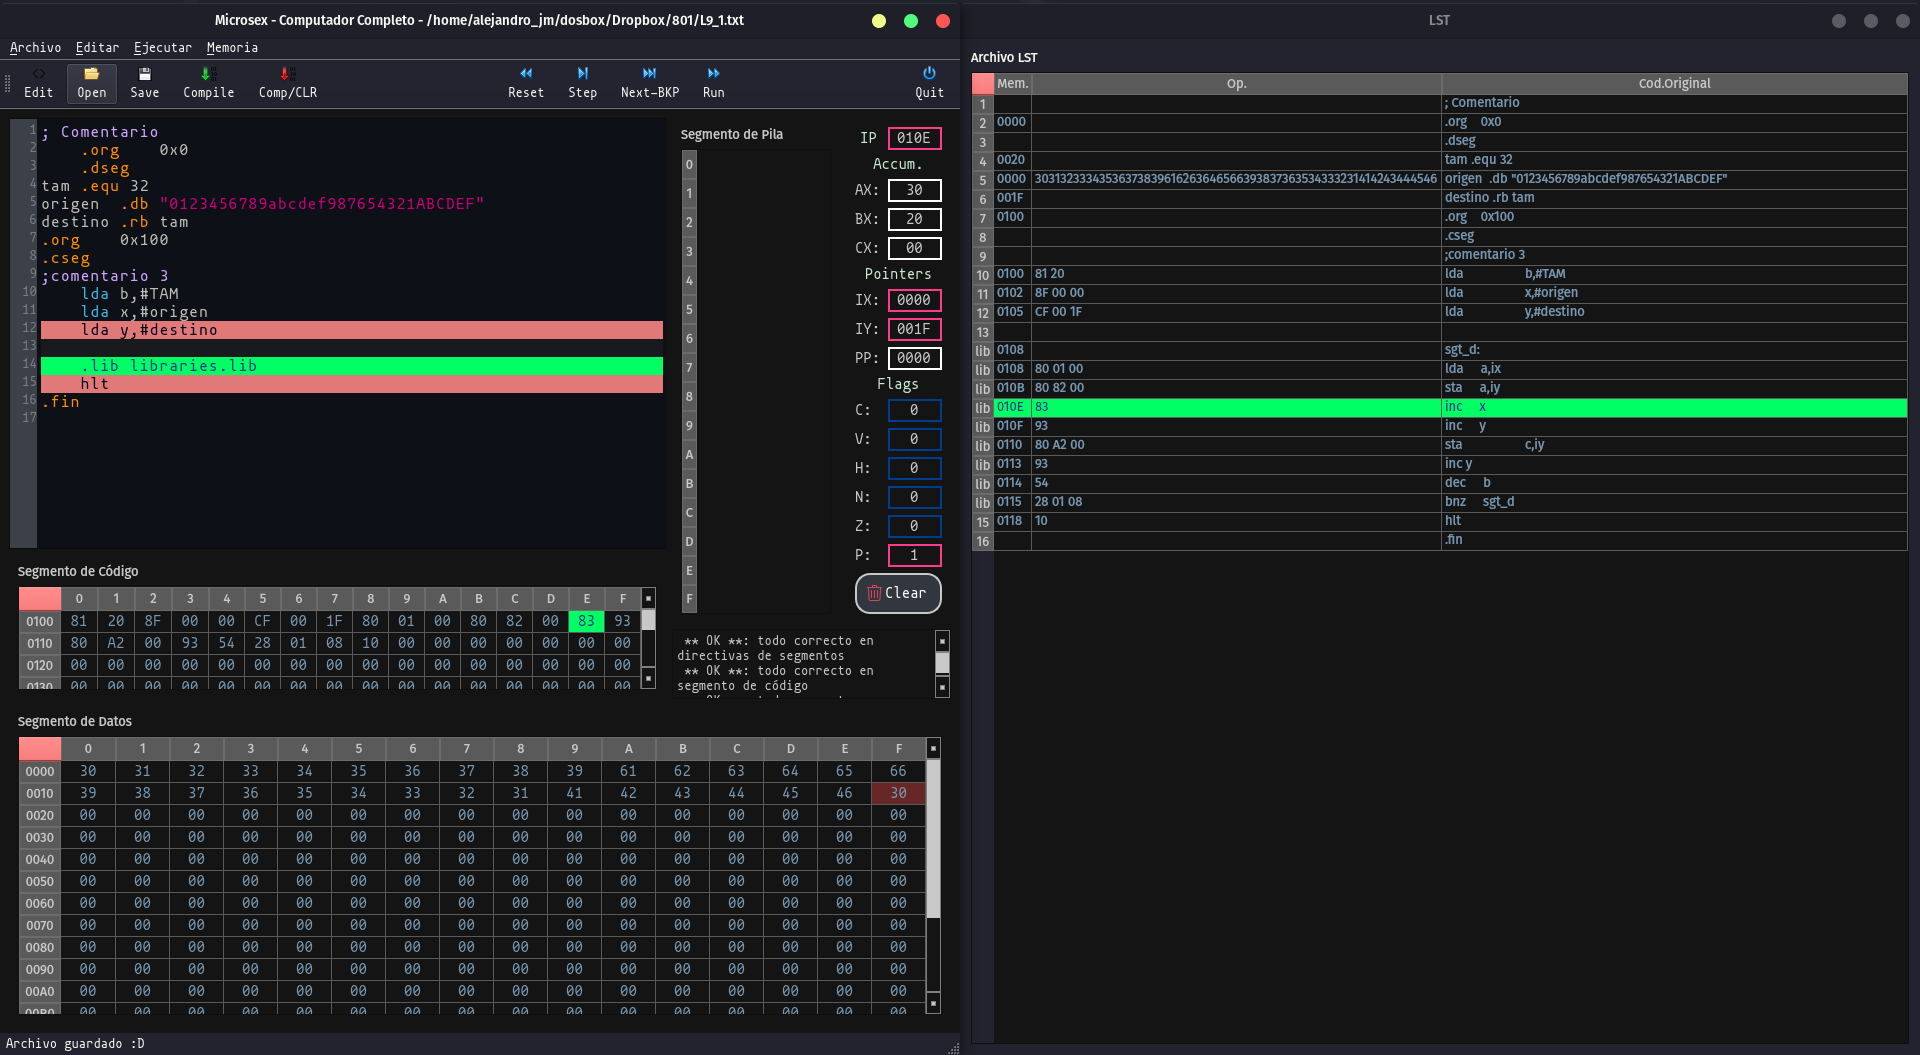 Microsex - Computador Completo - /home/alejandro_jm/dosbox/Dropbox/801/L9_1.txt
Archivo Editar Ejecutar Memoria
Edit Open Save Compile Comp/CLR Reset Step Next-BKP Run Quit
1 ; Comentario
2 .org 0x0
3 .dseg
4 tam .equ 32
5 origen .db "0123456789abcdef987654321ABCDEF"
6 destino .rb tam
7 .org 0x100
8 .cseg
9 ;comentario 3
10 lda b,#TAM
11 lda x,#origen
12 lda y,#destino
13
14 .lib libraries.lib
15 hlt
16 .fin
17
Segmento de Pila
0
1
2
3
4
5
6
7
8
9
A
B
C
D
E
F
IP 010E
Accum.
AX: 30
BX: 20
CX: 00
Pointers
IX: 0000
IY: 001F
PP: 0000
Flags
C: 0
V: 0
H: 0
N: 0
Z: 0
P: 1
Clear
Segmento de Código
0 1 2 3 4 5 6 7 8 9 A B C D E F
0100 81 20 8F 00 00 CF 00 1F 80 01 00 80 82 00 83 93
0110 80 A2 00 93 54 28 01 08 10 00 00 00 00 00 00 00
0120 00 00 00 00 00 00 00 00 00 00 00 00 00 00 00 00
0130 00 00 00 00 00 00 00 00 00 00 00 00 00 00 00 00
** OK **: todo correcto en
directivas de segmentos
** OK **: todo correcto en
segmento de código
Segmento de Datos
0 1 2 3 4 5 6 7 8 9 A B C D E F
0000 30 31 32 33 34 35 36 37 38 39 61 62 63 64 65 66
0010 39 38 37 36 35 34 33 32 31 41 42 43 44 45 46 30
0020 00 00 00 00 00 00 00 00 00 00 00 00 00 00 00 00
0030 00 00 00 00 00 00 00 00 00 00 00 00 00 00 00 00
0040 00 00 00 00 00 00 00 00 00 00 00 00 00 00 00 00
0050 00 00 00 00 00 00 00 00 00 00 00 00 00 00 00 00
0060 00 00 00 00 00 00 00 00 00 00 00 00 00 00 00 00
0070 00 00 00 00 00 00 00 00 00 00 00 00 00 00 00 00
0080 00 00 00 00 00 00 00 00 00 00 00 00 00 00 00 00
0090 00 00 00 00 00 00 00 00 00 00 00 00 00 00 00 00
00A0 00 00 00 00 00 00 00 00 00 00 00 00 00 00 00 00
00B0 00 00 00 00 00 00 00 00 00 00 00 00 00 00 00 00
Archivo guardado :D
LST
Archivo LST
Mem. Op. Cod.Original
1 ; Comentario
2 0000 .org 0x0
3 .dseg
4 0020 tam .equ 32
5 0000 30313233343536373839616263646566393837363534333231414243444546 origen .db "0123456789abcdef987654321ABCDEF"
6 001F destino .rb tam
7 0100 .org 0x100
8 .cseg
9 ;comentario 3
10 0100 81 20 lda b,#TAM
11 0102 8F 00 00 lda x,#origen
12 0105 CF 00 1F lda y,#destino
13
lib 0108 sgt_d:
lib 0108 80 01 00 lda a,ix
lib 010B 80 82 00 sta a,iy
lib 010E 83 inc x
lib 010F 93 inc y
lib 0110 80 A2 00 sta c,iy
lib 0113 93 inc y
lib 0114 54 dec b
lib 0115 28 01 08 bnz sgt_d
15 0118 10 hlt
16 .fin